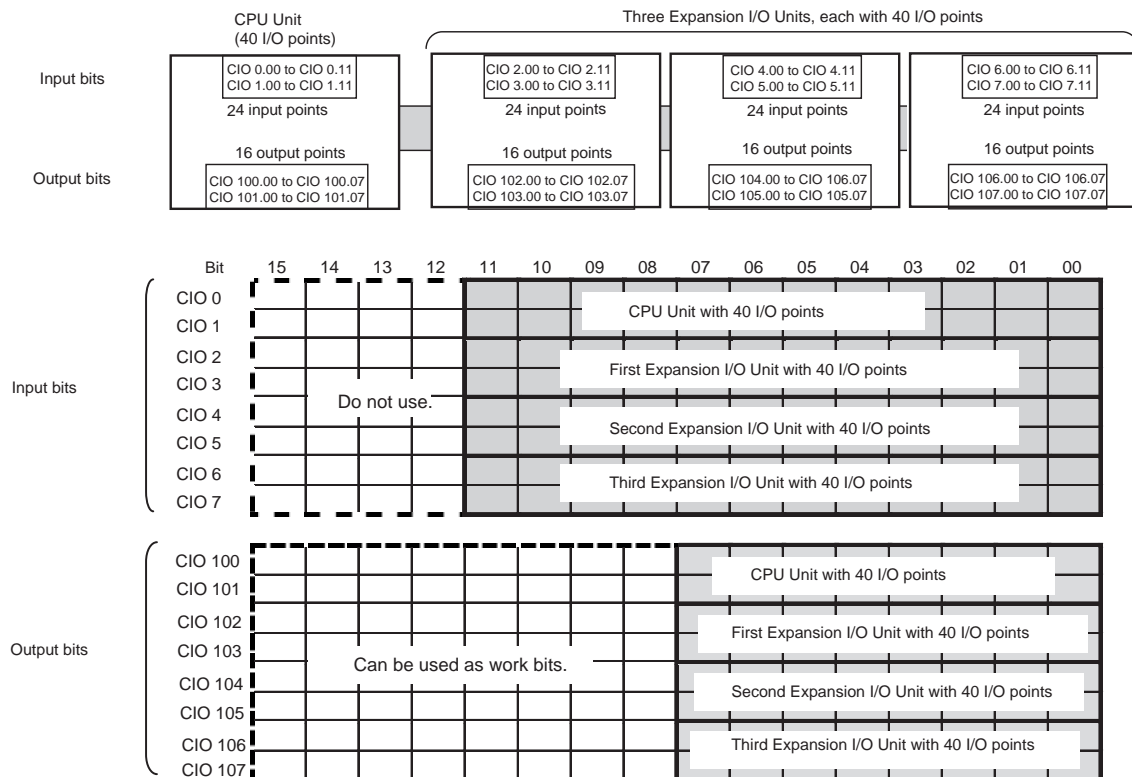 CPU Unit
(40 I/O points)
Three Expansion I/O Units, each with 40 I/O points
Input bits
CIO 0.00 to CIO 0.11
CIO 1.00 to CIO 1.11
24 input points
CIO 2.00 to CIO 2.11
CIO 3.00 to CIO 3.11
24 input points
CIO 4.00 to CIO 4.11
CIO 5.00 to CIO 5.11
24 input points
CIO 6.00 to CIO 6.11
CIO 7.00 to CIO 7.11
24 input points
Output bits
16 output points
CIO 100.00 to CIO 100.07
CIO 101.00 to CIO 101.07
16 output points
CIO 102.00 to CIO 102.07
CIO 103.00 to CIO 103.07
16 output points
CIO 104.00 to CIO 106.07
CIO 105.00 to CIO 105.07
16 output points
CIO 106.00 to CIO 106.07
CIO 107.00 to CIO 107.07
Bit 15 14 13 12 11 10 09 08 07 06 05 04 03 02 01 00
Input bits
CIO 0
CIO 1
CIO 2
CIO 3
CIO 4
CIO 5
CIO 6
CIO 7
Do not use.
CPU Unit with 40 I/O points
First Expansion I/O Unit with 40 I/O points
Second Expansion I/O Unit with 40 I/O points
Third Expansion I/O Unit with 40 I/O points
Output bits
CIO 100
CIO 101
CIO 102
CIO 103
CIO 104
CIO 105
CIO 106
CIO 107
Can be used as work bits.
CPU Unit with 40 I/O points
First Expansion I/O Unit with 40 I/O points
Second Expansion I/O Unit with 40 I/O points
Third Expansion I/O Unit with 40 I/O points